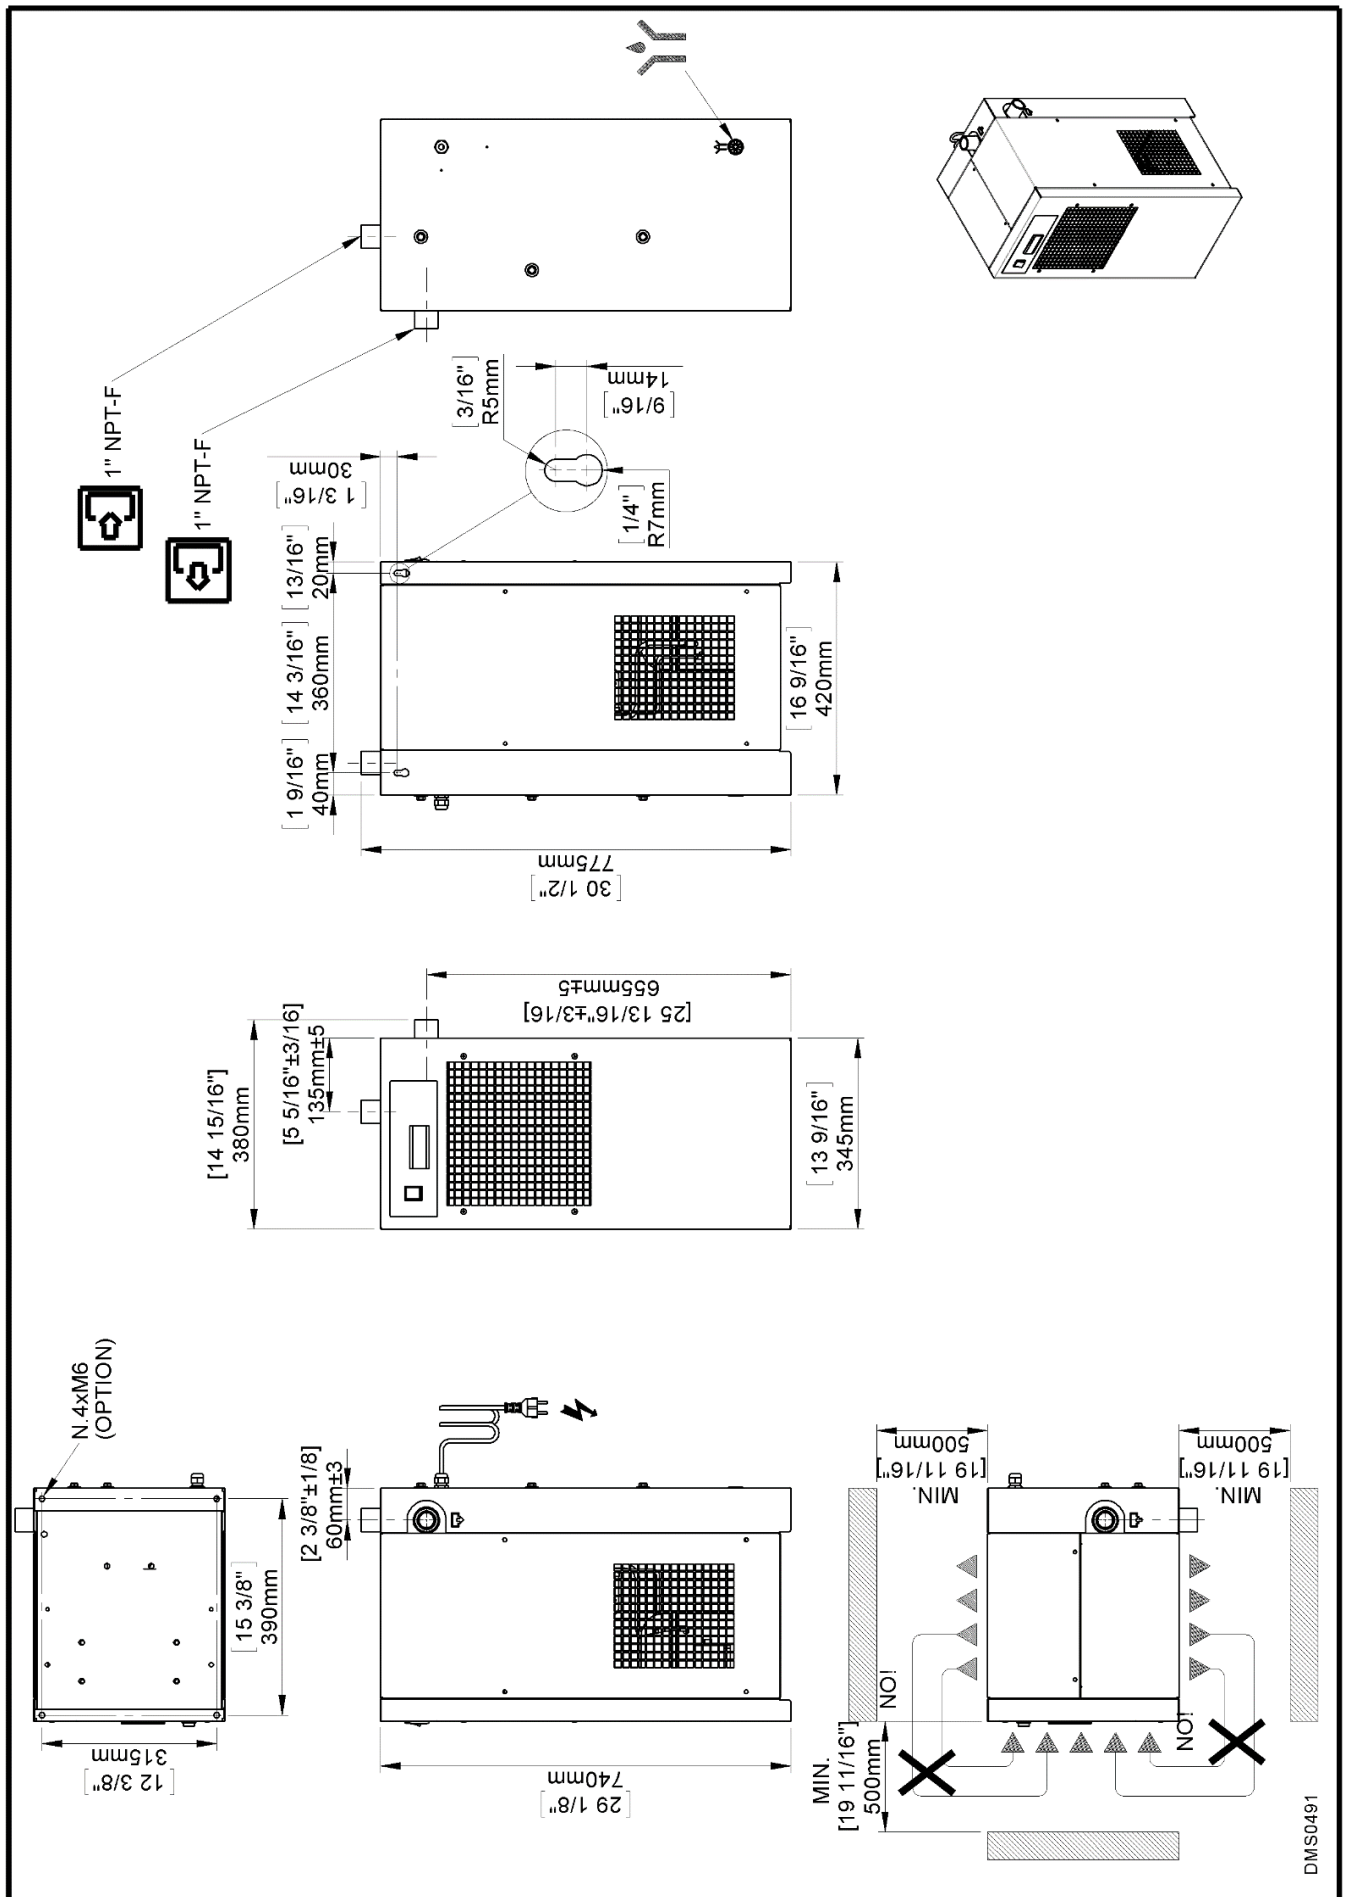 1" NPT-F
1" NPT-F
[3/16"]
R5mm
14mm
[9/16"]
[1/4"]
R7mm
30mm
[1 3/16"]
[13/16"]
20mm
[14 3/16"]
360mm
[1 9/16"]
40mm
[16 9/16"]
420mm
775mm
[30 1/2"]
655mm±5
[25 13/16"±3/16]
[5 5/16"±3/16]
135mm±5
[14 15/16"]
380mm
[13 9/16"]
345mm
N.4xM6
(OPTION)
[15 3/8"]
390mm
315mm
[12 3/8"]
[2 3/8"±1/8]
60mm±3
740mm
[29 1/8"]
500mm
[19 11/16"]
MIN.
500mm
[19 11/16"]
MIN.
NO!
NO!
MIN.
[19 11/16"]
500mm
DMS0491